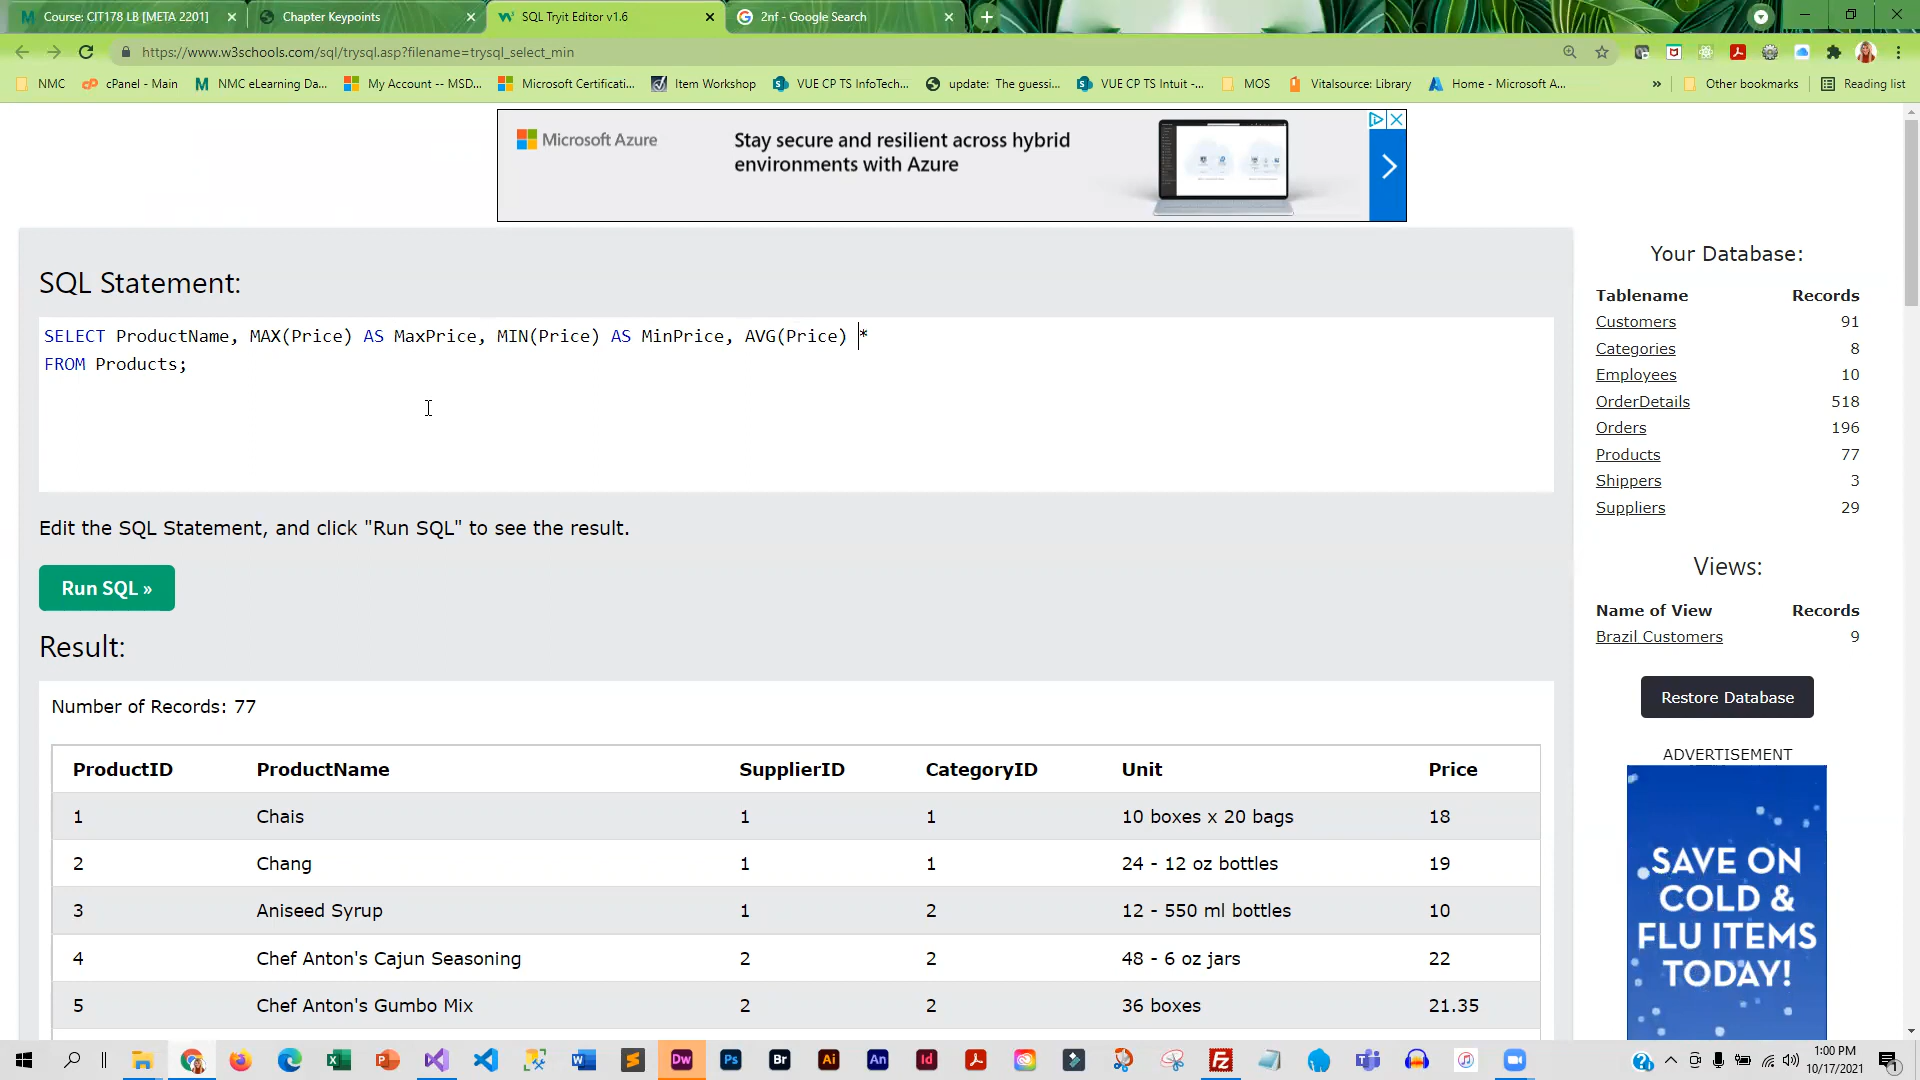 Course: CIT178 LB [META 2201]
Chapter Keypoints
SQL Tryit Editor v1.6
2nf - Google Search
https://www.w3schools.com/sql/trysql.asp?filename=trysql_select_min
NMC
cPanel - Main
NMC eLearning Da...
My Account -- MSD...
Microsoft Certificati...
Item Workshop
VUE CP TS InfoTech...
update: The guessi...
VUE CP TS Intuit -...
MOS
Vitalsource: Library
Home - Microsoft A...
»
Other bookmarks
Reading list
Microsoft Azure
Stay secure and resilient across hybrid
environments with Azure
SQL Statement:
SELECT ProductName, MAX(Price) AS MaxPrice, MIN(Price) AS MinPrice, AVG(Price) *
FROM Products;
Edit the SQL Statement, and click "Run SQL" to see the result.
Run SQL »
Result:
Number of Records: 77
ProductID ProductName SupplierID CategoryID Unit Price
1 Chais 1 1 10 boxes x 20 bags 18
2 Chang 1 1 24 - 12 oz bottles 19
3 Aniseed Syrup 1 2 12 - 550 ml bottles 10
4 Chef Anton's Cajun Seasoning 2 2 48 - 6 oz jars 22
5 Chef Anton's Gumbo Mix 2 2 36 boxes 21.35
Your Database:
Tablename Records
Customers 91
Categories 8
Employees 10
OrderDetails 518
Orders 196
Products 77
Shippers 3
Suppliers 29
Views:
Name of View Records
Brazil Customers 9
Restore Database
ADVERTISEMENT
SAVE ON
COLD &
FLU ITEMS
TODAY!
Dw
Ps
Br
Ai
An
Id
1:00 PM
10/17/2021
1